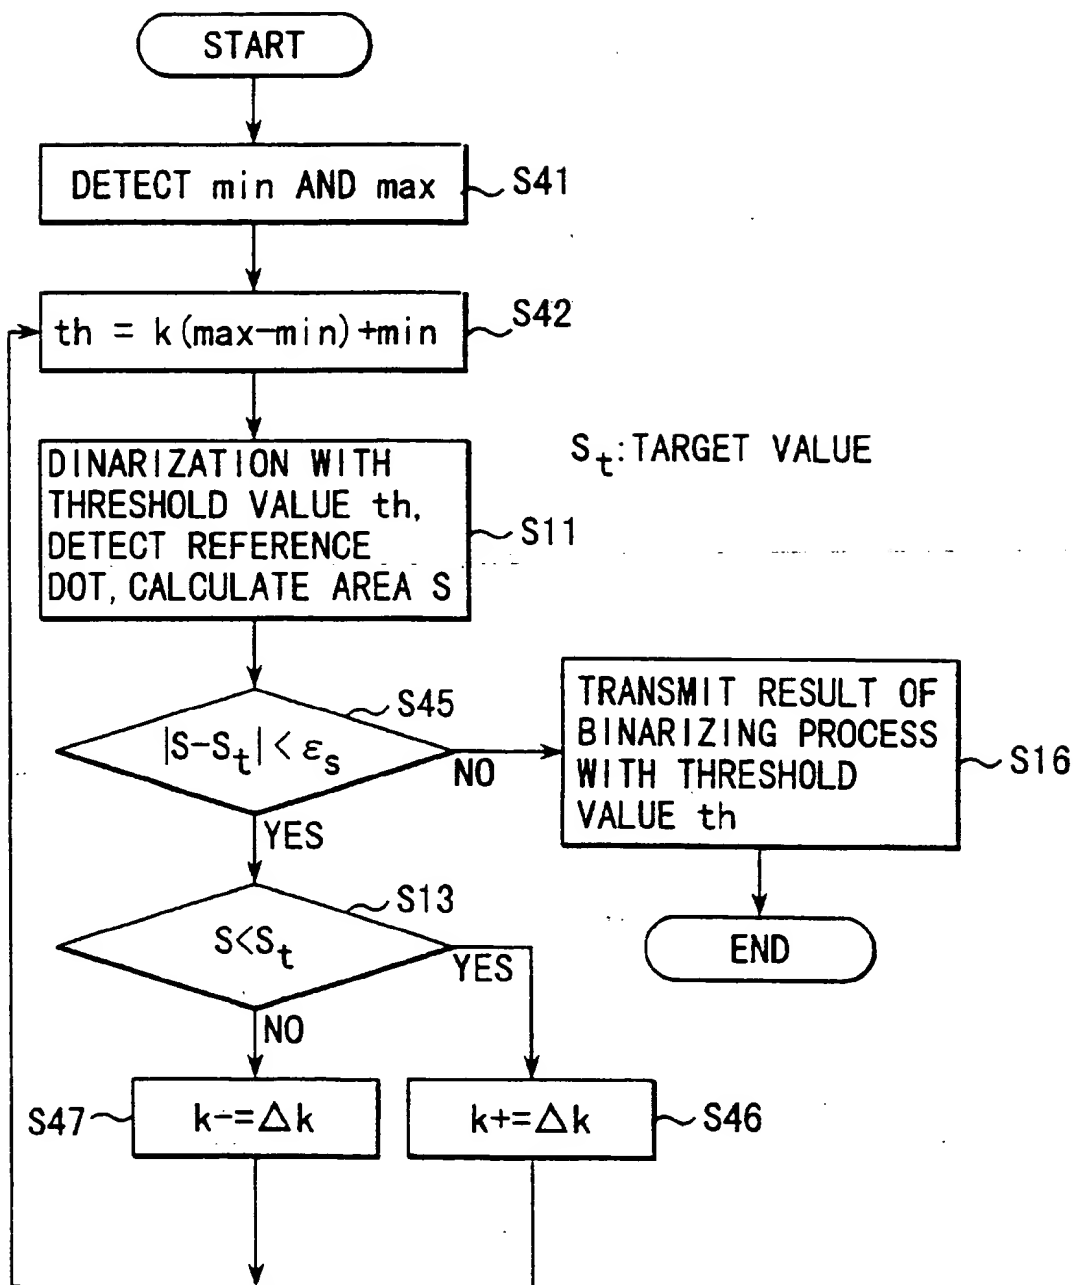 START
DETECT min AND max
S41
th = k(max-min)+min
S42
DINARIZATION WITH
THRESHOLD VALUE th,
DETECT REFERENCE
DOT, CALCULATE AREA S
S11
St:TARGET VALUE
|S-St| < εs
S45
NO
YES
TRANSMIT RESULT OF
BINARIZING PROCESS
WITH THRESHOLD
VALUE th
S16
END
S<St
S13
YES
NO
S47
k-=△k
k+=△k
S46